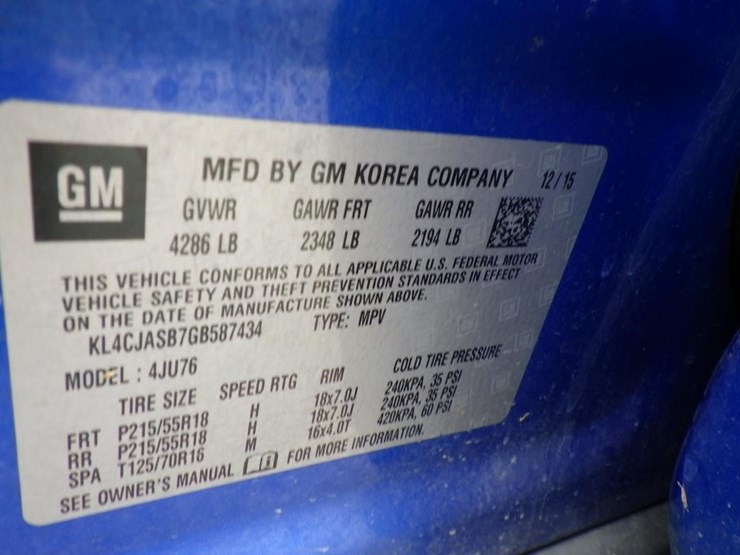 GM
MFD BY GM KOREA COMPANY 12/15
GVWR GAWR FRT GAWR RR
4286 LB 2348 LB 2194 LB
THIS VEHICLE CONFORMS TO ALL APPLICABLE U.S. FEDERAL MOTOR
VEHICLE SAFETY AND THEFT PREVENTION STANDARDS IN EFFECT
ON THE DATE OF MANUFACTURE SHOWN ABOVE.
KL4CJASB7GB587434 TYPE: MPV
MODEL : 4JU76
TIRE SIZE SPEED RTG RIM COLD TIRE PRESSURE
FRT P215/55R18 H 18x7.0J 240KPA, 35 PSI
RR P215/55R18 H 18x7.0J 240KPA, 35 PSI
SPA T125/70R16 M 16x4.0T 420KPA, 60 PSI
SEE OWNER'S MANUAL FOR MORE INFORMATION.